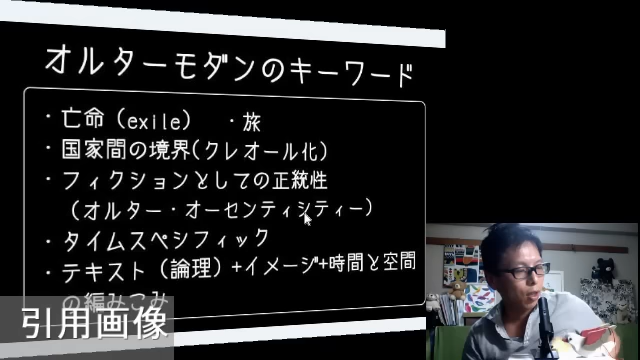 オルターモダンのキーワード
・亡命（exile）　・旅
・国家間の境界(クレオール化)
・フィクションとしての正統性
（オルター・オーセンティシティー）
・タイムスペシフィック
・テキスト（論理）+イメージ+時間と空間
の編みこみ
引用画像